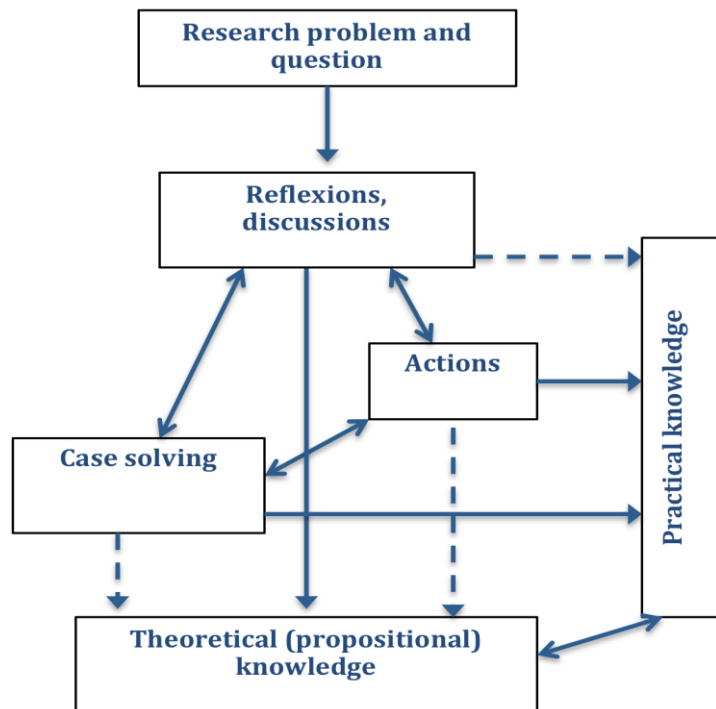 Research problem and
question
Reflexions,
discussions
Actions
Case solving
Practical knowledge
Theoretical (propositional)
knowledge